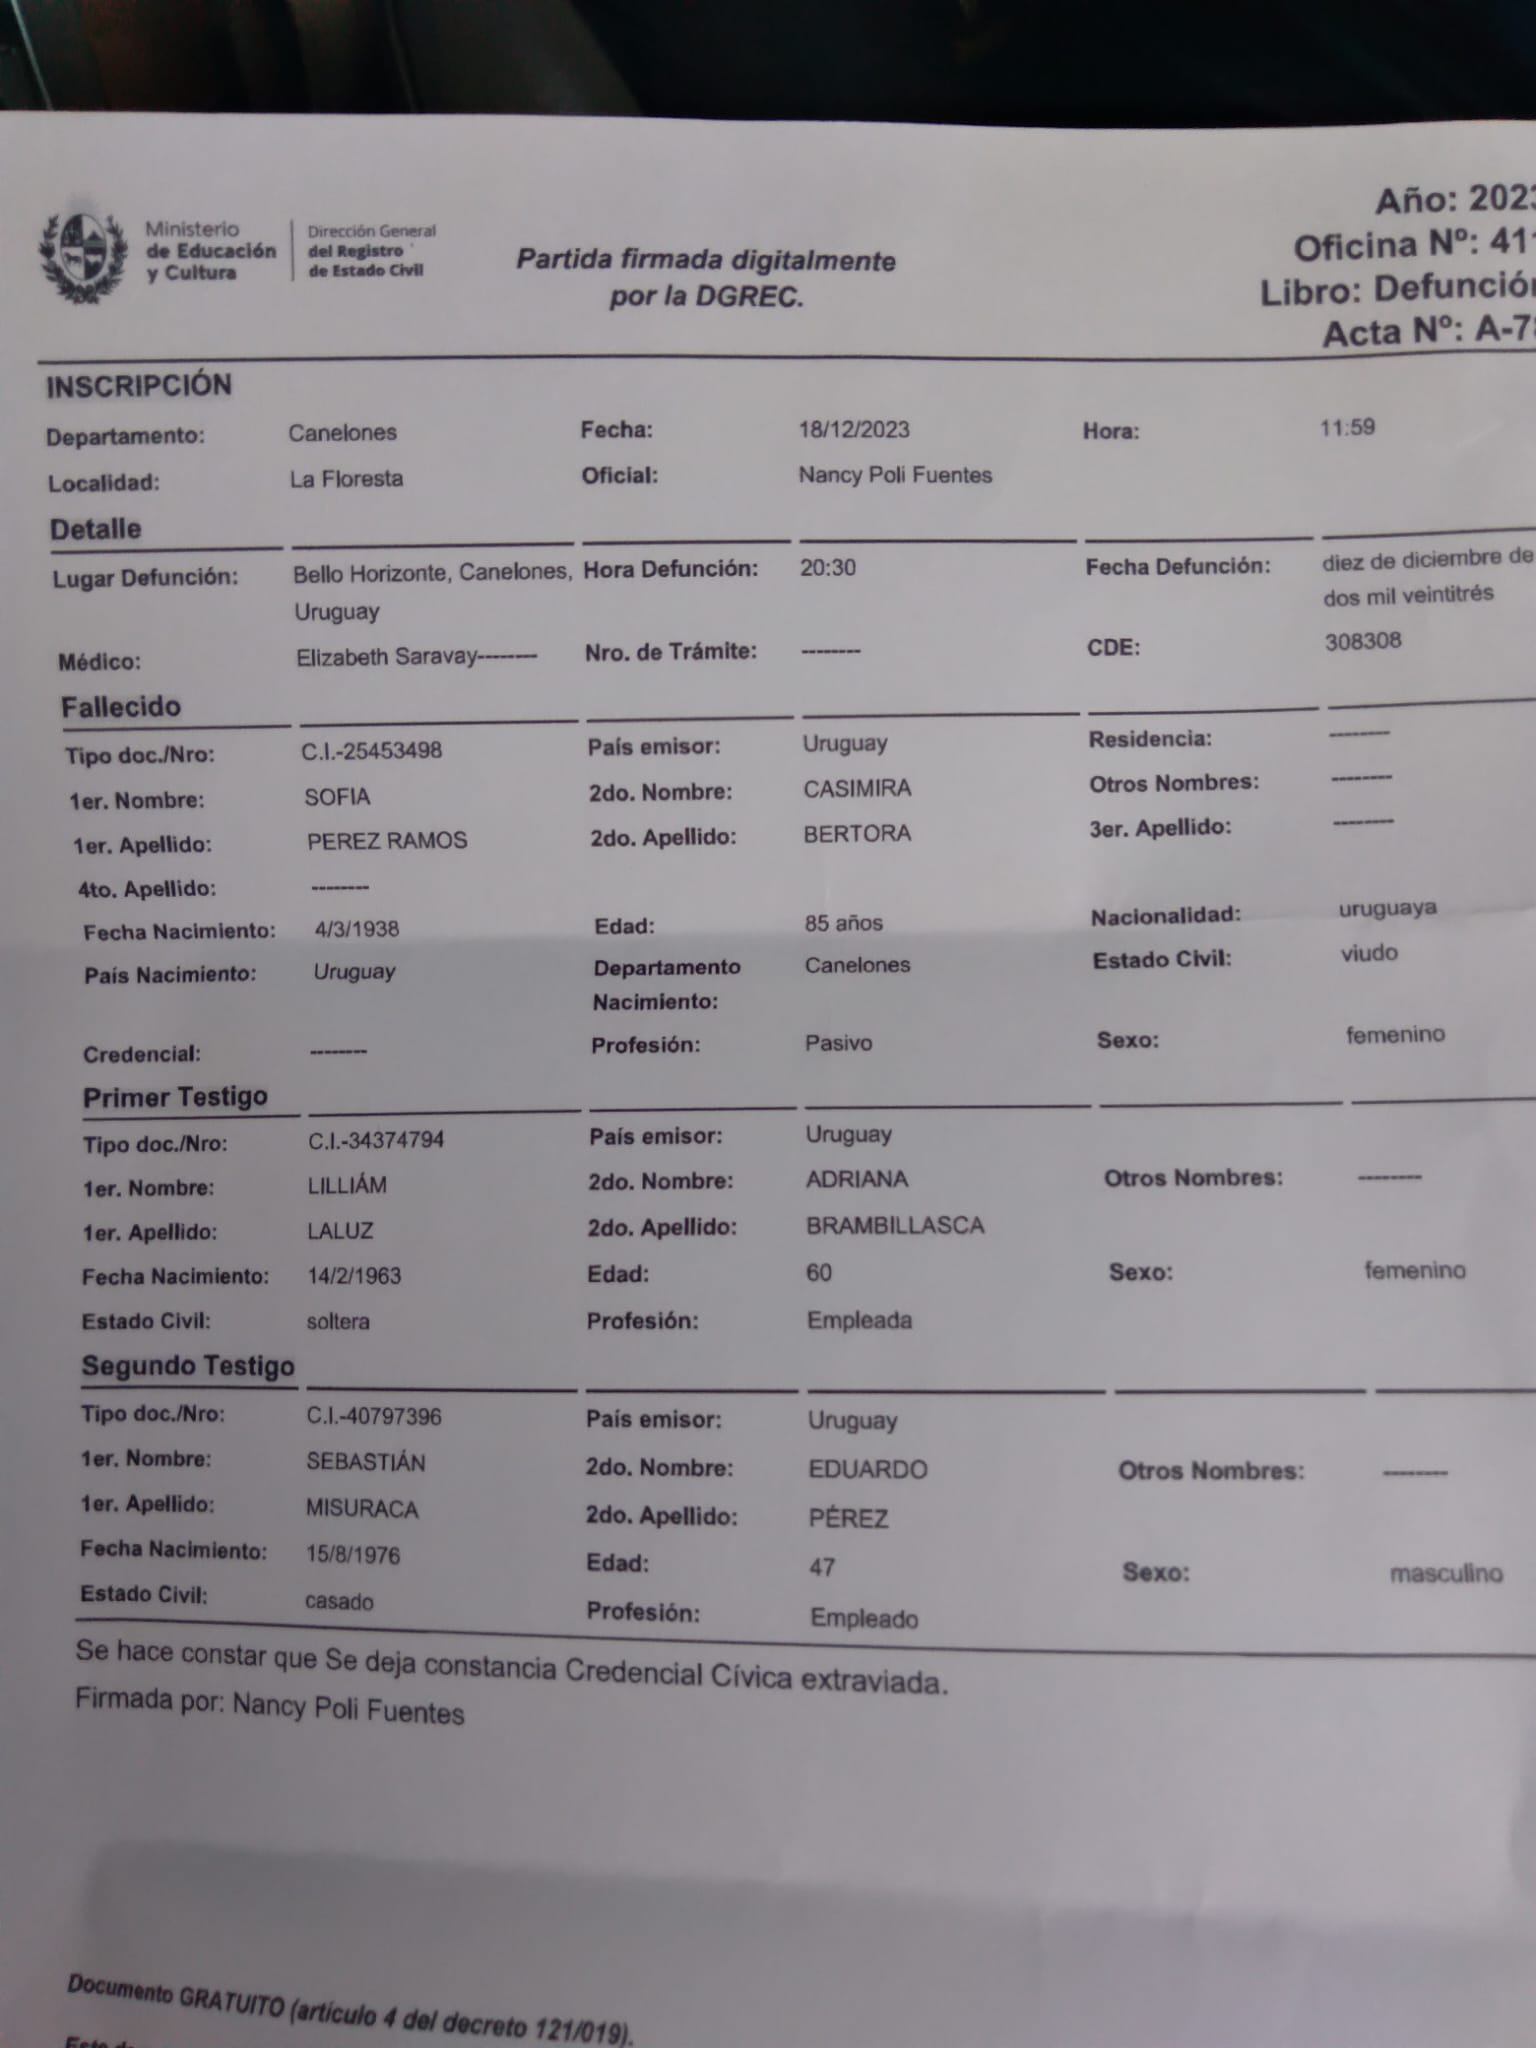 Ministerio
de Educación
y Cultura
Dirección General
del Registro
de Estado Civil
Partida firmada digitalmente
por la DGREC.
Año:
Oficina Nº:
Libro:
Acta Nº:
INSCRIPCIÓN
Departamento: Canelones Fecha: 18/12/2023 Hora: 11:59
Localidad: La Floresta Oficial: Nancy Poli Fuentes
Detalle
Lugar Defunción: Bello Horizonte, Canelones, Hora Defunción: 20:30 Fecha Defunción: diez de diciembre de
Uruguay dos mil veintitrés
Médico: Elizabeth Saravay-------- Nro. de Trámite: -------- CDE: 308308
Fallecido
Tipo doc./Nro: C.I.-25453498 País emisor: Uruguay Residencia: --------
1er. Nombre: SOFIA 2do. Nombre: CASIMIRA Otros Nombres: --------
1er. Apellido: PEREZ RAMOS 2do. Apellido: BERTORA 3er. Apellido: --------
4to. Apellido: --------
Fecha Nacimiento: 4/3/1938 Edad: 85 años Nacionalidad: uruguaya
País Nacimiento: Uruguay Departamento Canelones Estado Civil: viudo
Nacimiento:
Credencial: -------- Profesión: Pasivo Sexo: femenino
Primer Testigo
Tipo doc./Nro: C.I.-34374794 País emisor: Uruguay
1er. Nombre: LILLIÁM 2do. Nombre: ADRIANA Otros Nombres: --------
1er. Apellido: LALUZ 2do. Apellido: BRAMBILLASCA
Fecha Nacimiento: 14/2/1963 Edad: 60 Sexo: femenino
Estado Civil: soltera Profesión: Empleada
Segundo Testigo
Tipo doc./Nro: C.I.-40797396 País emisor: Uruguay
1er. Nombre: SEBASTIÁN 2do. Nombre: EDUARDO Otros Nombres: --------
1er. Apellido: MISURACA 2do. Apellido: PÉREZ
Fecha Nacimiento: 15/8/1976 Edad: 47 Sexo: masculino
Estado Civil: casado Profesión: Empleado
Se hace constar que Se deja constancia Credencial Cívica extraviada.
Firmada por: Nancy Poli Fuentes
Documento GRATUITO (artículo 4 del decreto 121/019).